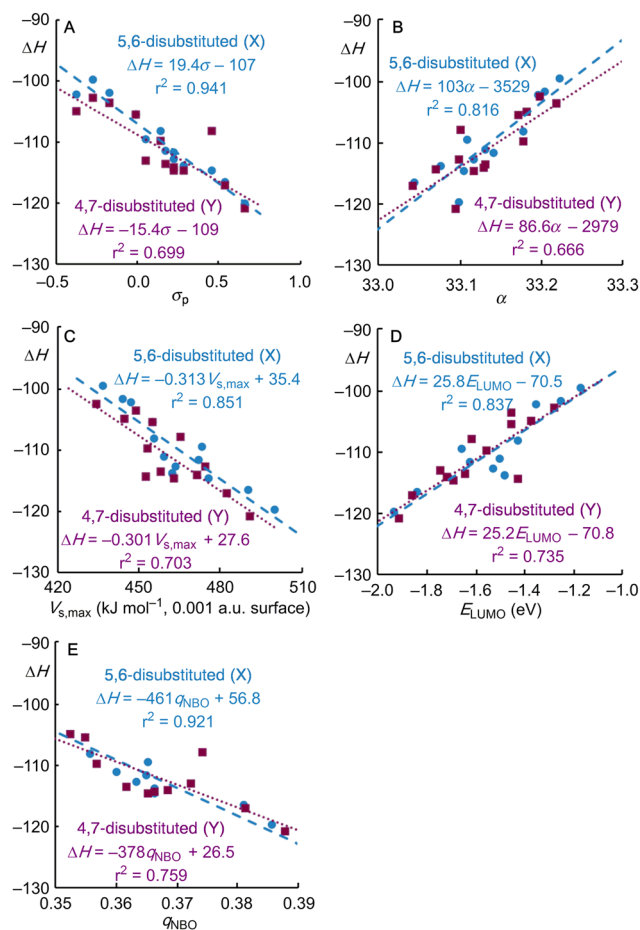 A
ΔH
5,6-disubstituted (X)
ΔH = 19.4σ − 107
r² = 0.941
4,7-disubstituted (Y)
ΔH = −15.4σ − 109
r² = 0.699
−90
−100
−110
−120
−130
−0.5
0.0
0.5
1.0
σp
B
ΔH
5,6-disubstituted (X)
ΔH = 103α − 3529
r² = 0.816
4,7-disubstituted (Y)
ΔH = 86.6α − 2979
r² = 0.666
−90
−100
−110
−120
−130
33.0
33.1
33.2
33.3
α
C
ΔH
5,6-disubstituted (X)
ΔH = −0.313Vs,max + 35.4
r² = 0.851
4,7-disubstituted (Y)
ΔH = −0.301Vs,max + 27.6
r² = 0.703
−90
−100
−110
−120
−130
420
450
480
510
Vs,max (kJ mol⁻¹, 0.001 a.u. surface)
D
ΔH
5,6-disubstituted (X)
ΔH = 25.8ELUMO − 70.5
r² = 0.837
4,7-disubstituted (Y)
ΔH = 25.2ELUMO − 70.8
r² = 0.735
−90
−100
−110
−120
−130
−2.0
−1.8
−1.6
−1.4
−1.2
−1.0
ELUMO (eV)
E
ΔH
5,6-disubstituted (X)
ΔH = −461qNBO + 56.8
r² = 0.921
4,7-disubstituted (Y)
ΔH = −378qNBO + 26.5
r² = 0.759
−90
−100
−110
−120
−130
0.35
0.36
0.37
0.38
0.39
qNBO